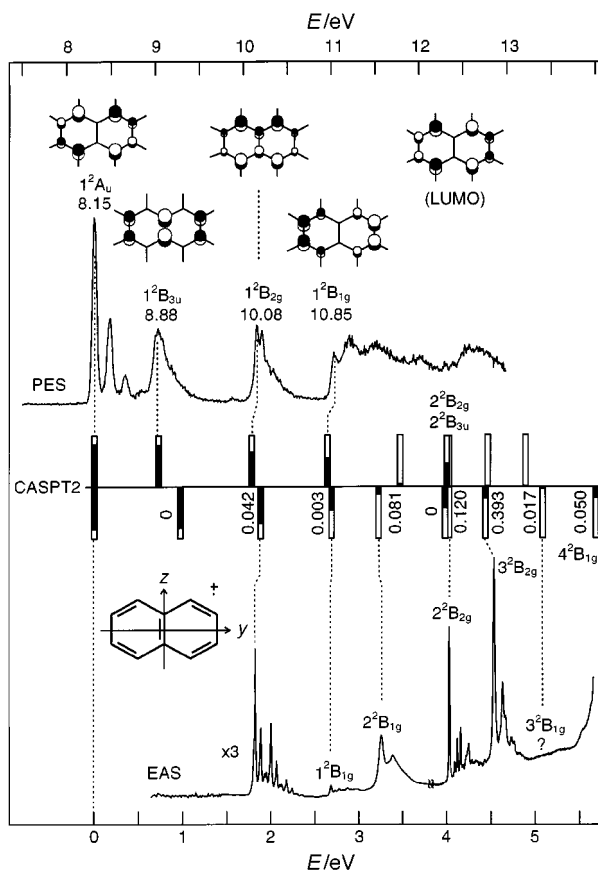 E/eV
8 9 10 11 12 13
1²Aᵤ
8.15
(LUMO)
1²B₃ᵤ
8.88
1²B₂g
10.08
1²B₁g
10.85
PES
2²B₂g
2²B₃ᵤ
CASPT2
0 0.042 0.003 0.081 0 0.120 0.393 0.017 0.050
4²B₁g
3²B₂g
z
+
·
y
2²B₂g
3²B₁g
?
2²B₁g
x3
1²B₁g
EAS
0 1 2 3 4 5
E/eV